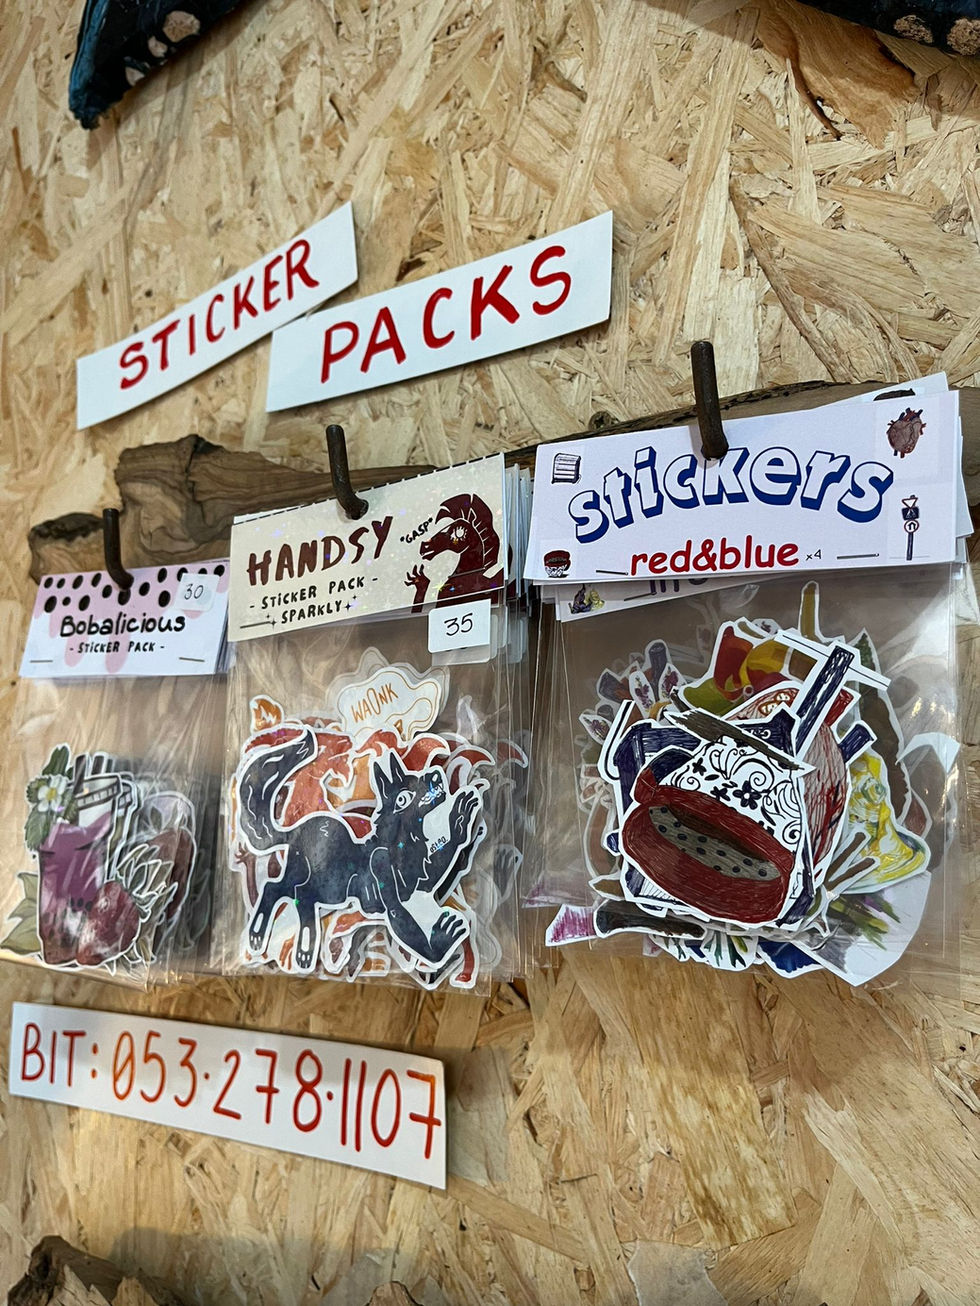 STICKER
PACKS
Bobalicious
- STICKER PACK -
30
HANDSY
- STICKER PACK -
SPARKLY
"GASP"
35
stickers
red&blue x4
WAONK
BIT: 053·278·1107